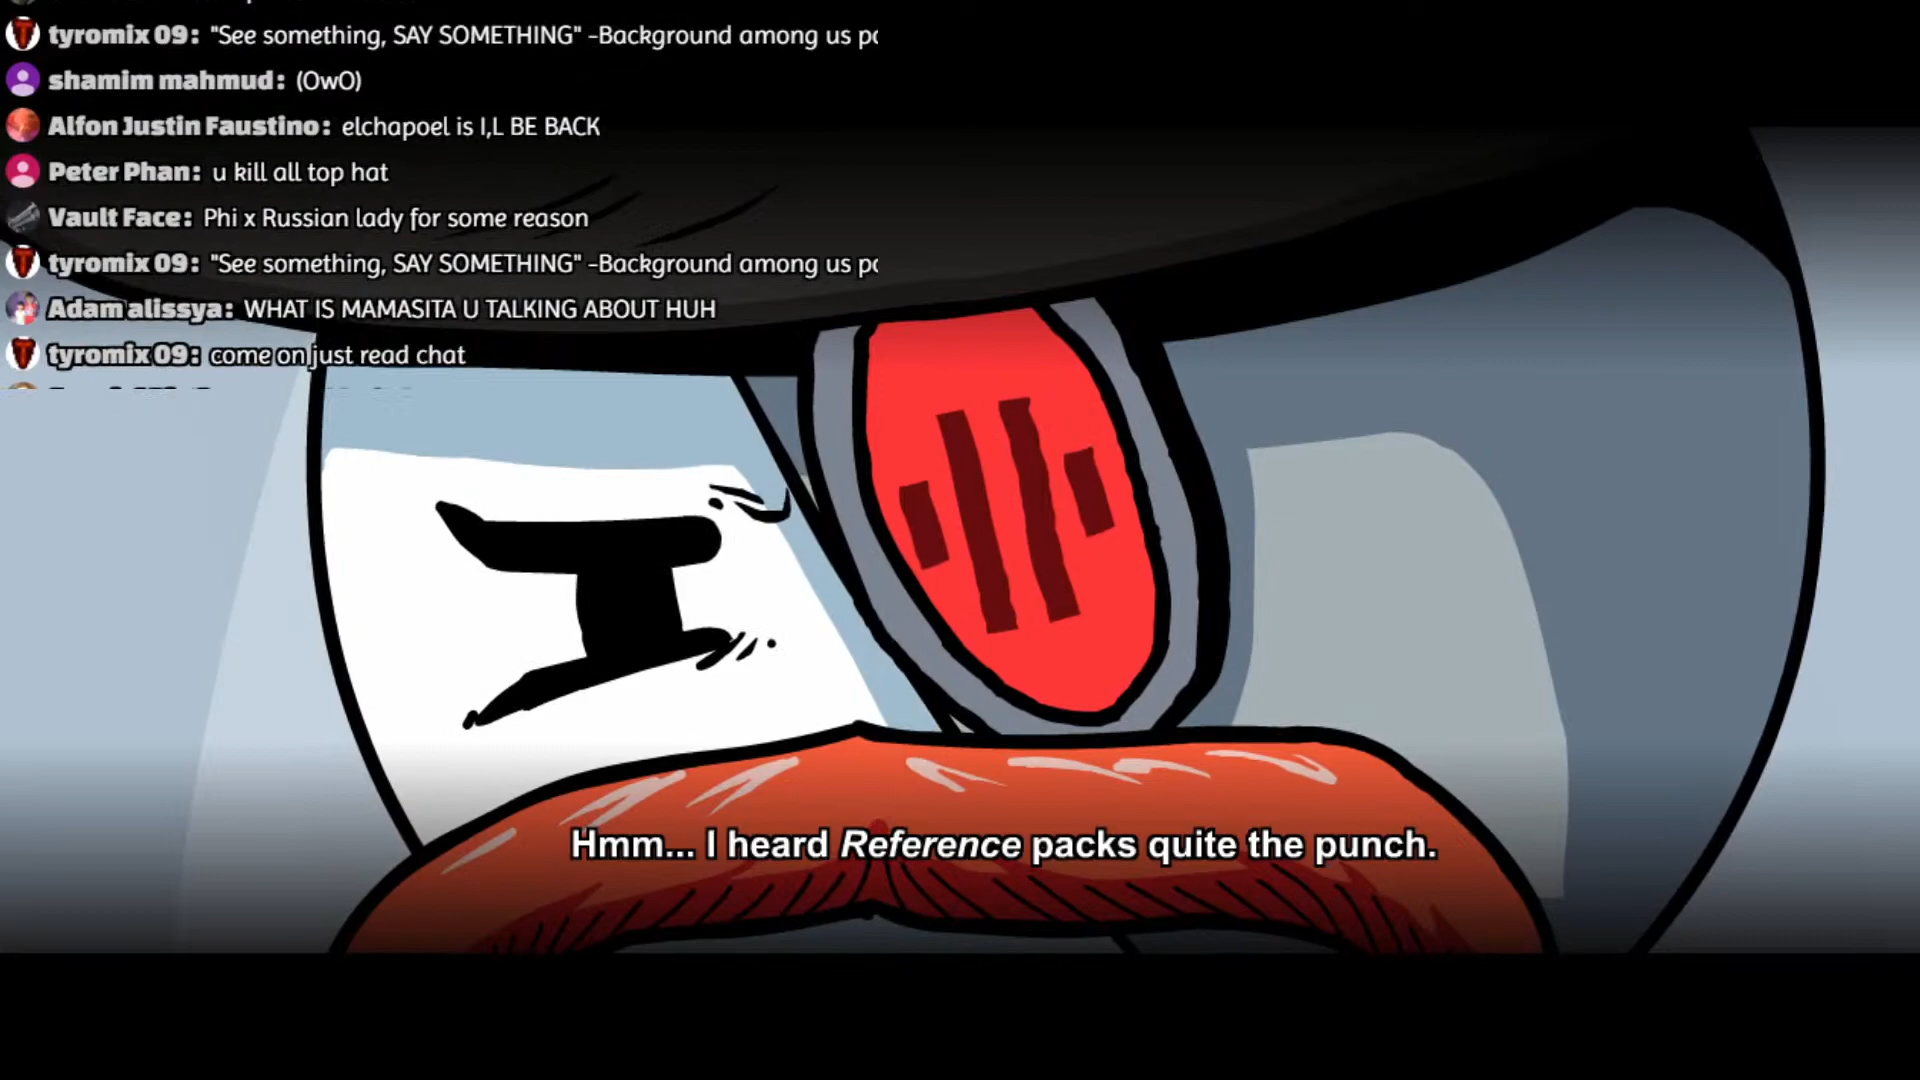 tyromix 09: "See something, SAY SOMETHING" -Background among us
shamim mahmud: (OwO)
Alfon Justin Faustino: elchapoel is I,L BE BACK
Peter Phan: u kill all top hat
Vault Face: Phi x Russian lady for some reason
tyromix 09: "See something, SAY SOMETHING" -Background among us
Adam alissya: WHAT IS MAMASITA U TALKING ABOUT HUH
tyromix 09: come on just read chat
Hmm... I heard Reference packs quite the punch.